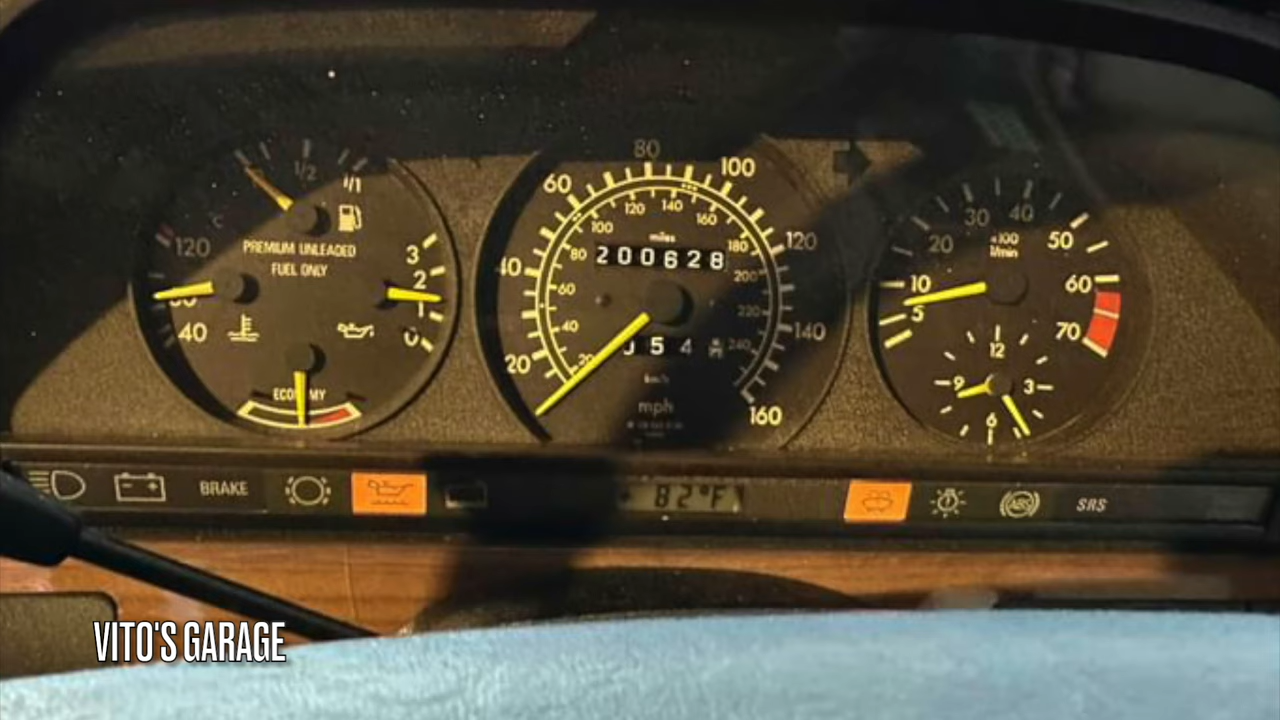 1/2
1/1
120
PREMIUM UNLEADED
FUEL ONLY
40
3
2
1
0
ECONOMY
80
60 100
40 120
20 140
160
120 140
100 160
80 180
60 200
40 220
20 240
miles
200628
54
km/h
mph
30 40
20 50
10 60
5 70
x100
l/min
12
9 3
6
BRAKE
82°F
ABS
SRS
VITO'S GARAGE